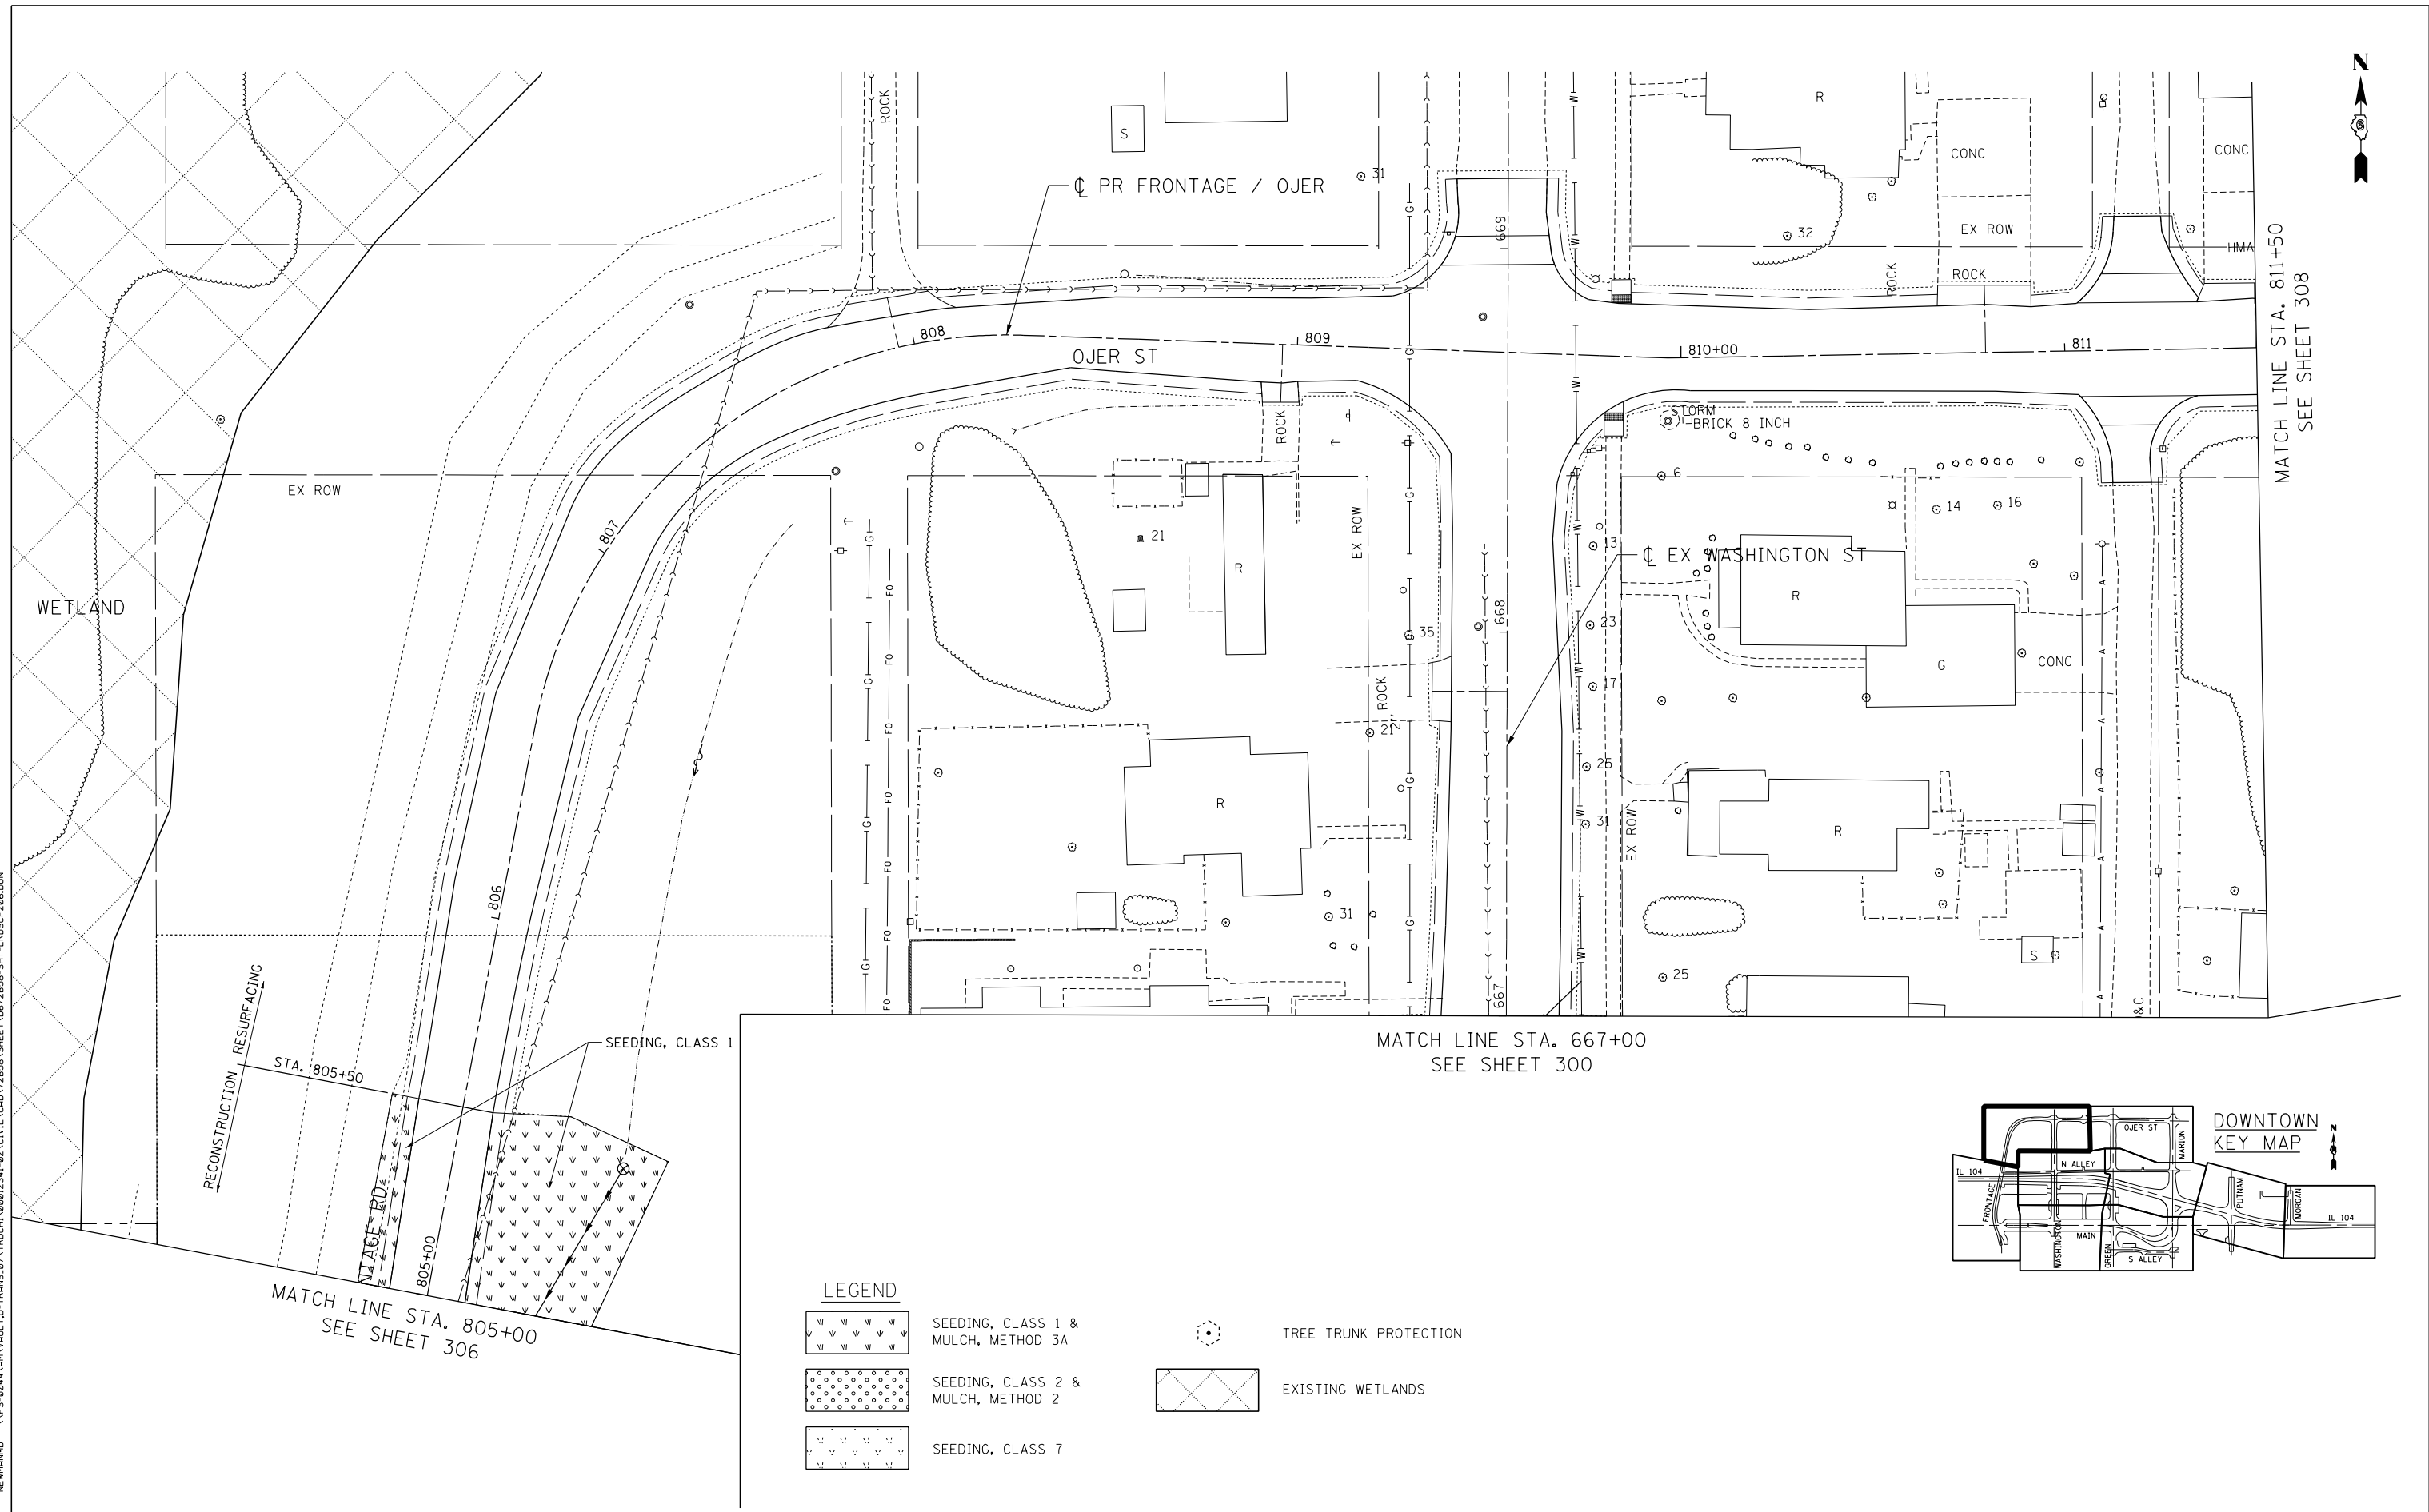 N
ROCK
S
R
CONC
CONC
31
℄ PR FRONTAGE / OJER
669
32
EX ROW
HMA
ROCK
ROCK
MATCH LINE STA. 811+50
SEE SHEET 308
808
OJER ST
809
810+00
811
ROCK
STORM
BRICK 8 INCH
EX ROW
807
6
14
16
21
R
EX ROW
13
℄ EX WASHINGTON ST
WETLAND
R
668
35
23
G
CONC
ROCK
17
21
2"
25
R
31
EX ROW
R
806
31
S
25
667
G
FO
W
A
MATCH LINE STA. 667+00
SEE SHEET 300
RECONSTRUCTION
RESURFACING
STA. 805+50
SEEDING, CLASS 1
NTAGE RD
805+00
MATCH LINE STA. 805+00
SEE SHEET 306
DOWNTOWN
KEY MAP
N
OJER ST
MARION
IL 104
N ALLEY
FRONTAGE
PUTNAM
MORGAN
IL 104
WASHINGTON
MAIN
GREEN
S ALLEY
LEGEND
SEEDING, CLASS 1 &
MULCH, METHOD 3A
TREE TRUNK PROTECTION
SEEDING, CLASS 2 &
MULCH, METHOD 2
EXISTING WETLANDS
SEEDING, CLASS 7